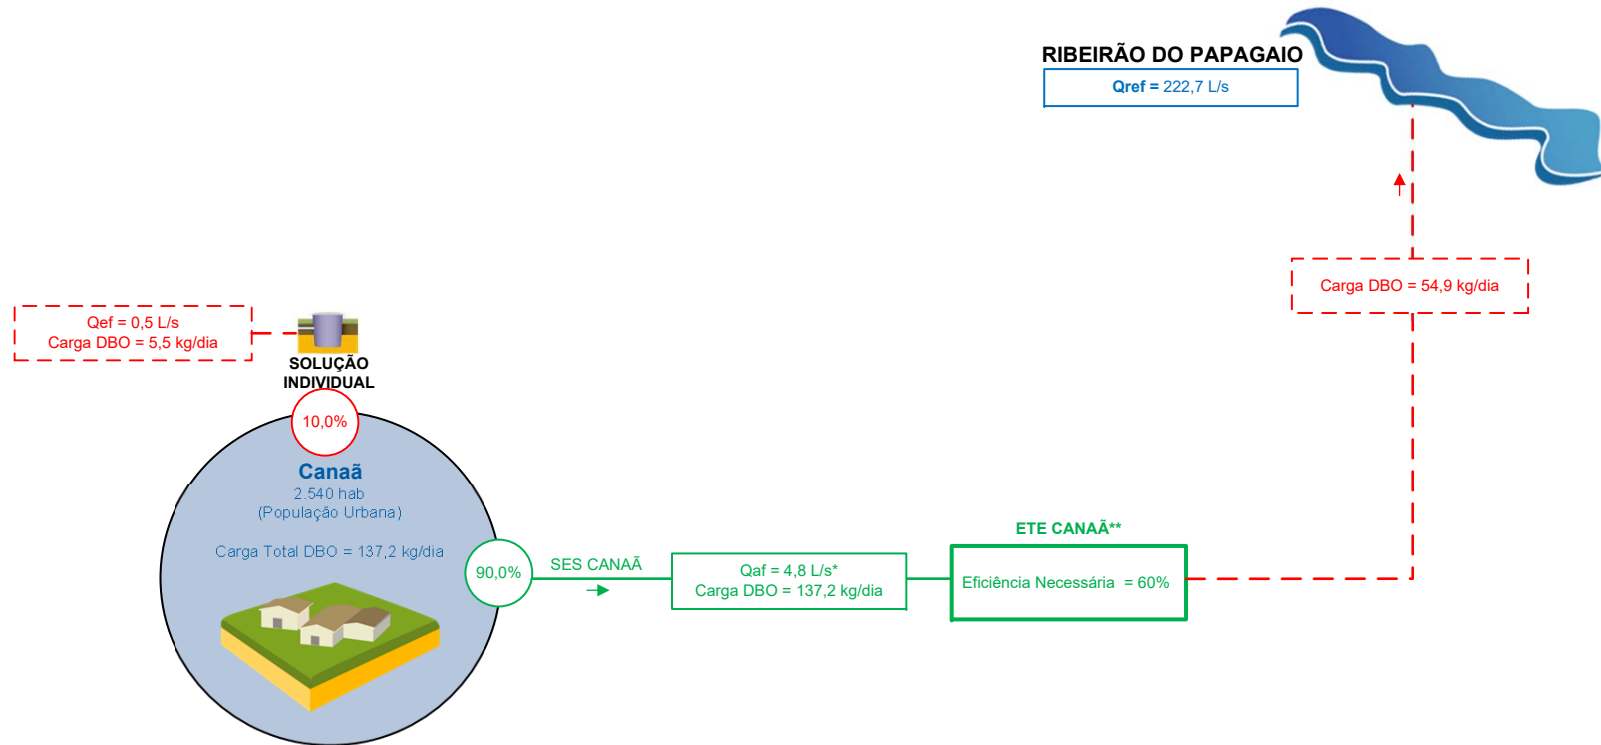 RIBEIRÃO DO PAPAGAIO
Qref = 222,7 L/s
Carga DBO = 54,9 kg/dia
Qef = 0,5 L/s
Carga DBO = 5,5 kg/dia
SOLUÇÃO
INDIVIDUAL
10,0%
Canaã
2.540 hab
(População Urbana)
Carga Total DBO = 137,2 kg/dia
90,0%
SES CANAÃ
Qaf = 4,8 L/s*
Carga DBO = 137,2 kg/dia
ETE CANAÃ**
Eficiência Necessária = 60%